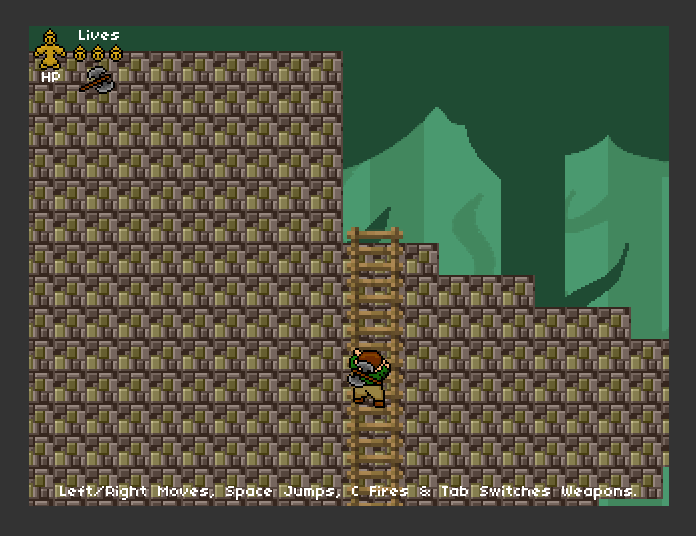 Lives
HP
Left/Right Moves, Space Jumps, C Fires & Tab Switches Weapons.